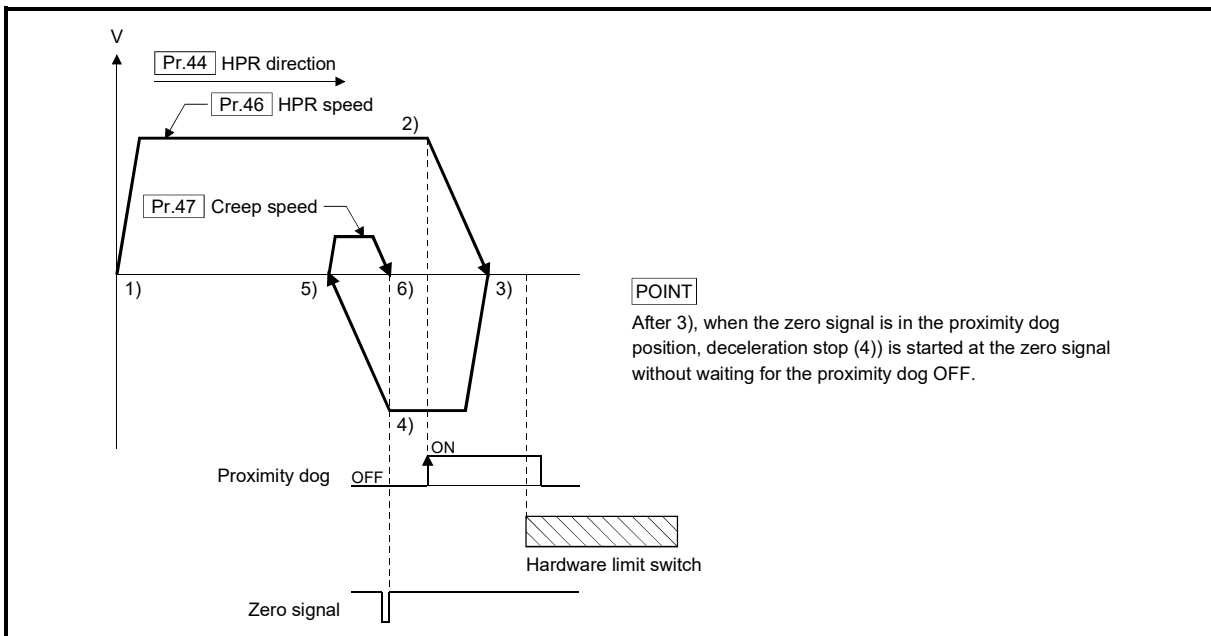 V
Pr.44 HPR direction
Pr.46 HPR speed
2)
Pr.47 Creep speed
1)
5)
6)
3)
4)
POINT
After 3), when the zero signal is in the proximity dog
position, deceleration stop (4)) is started at the zero signal
without waiting for the proximity dog OFF.
ON
Proximity dog OFF
Hardware limit switch
Zero signal